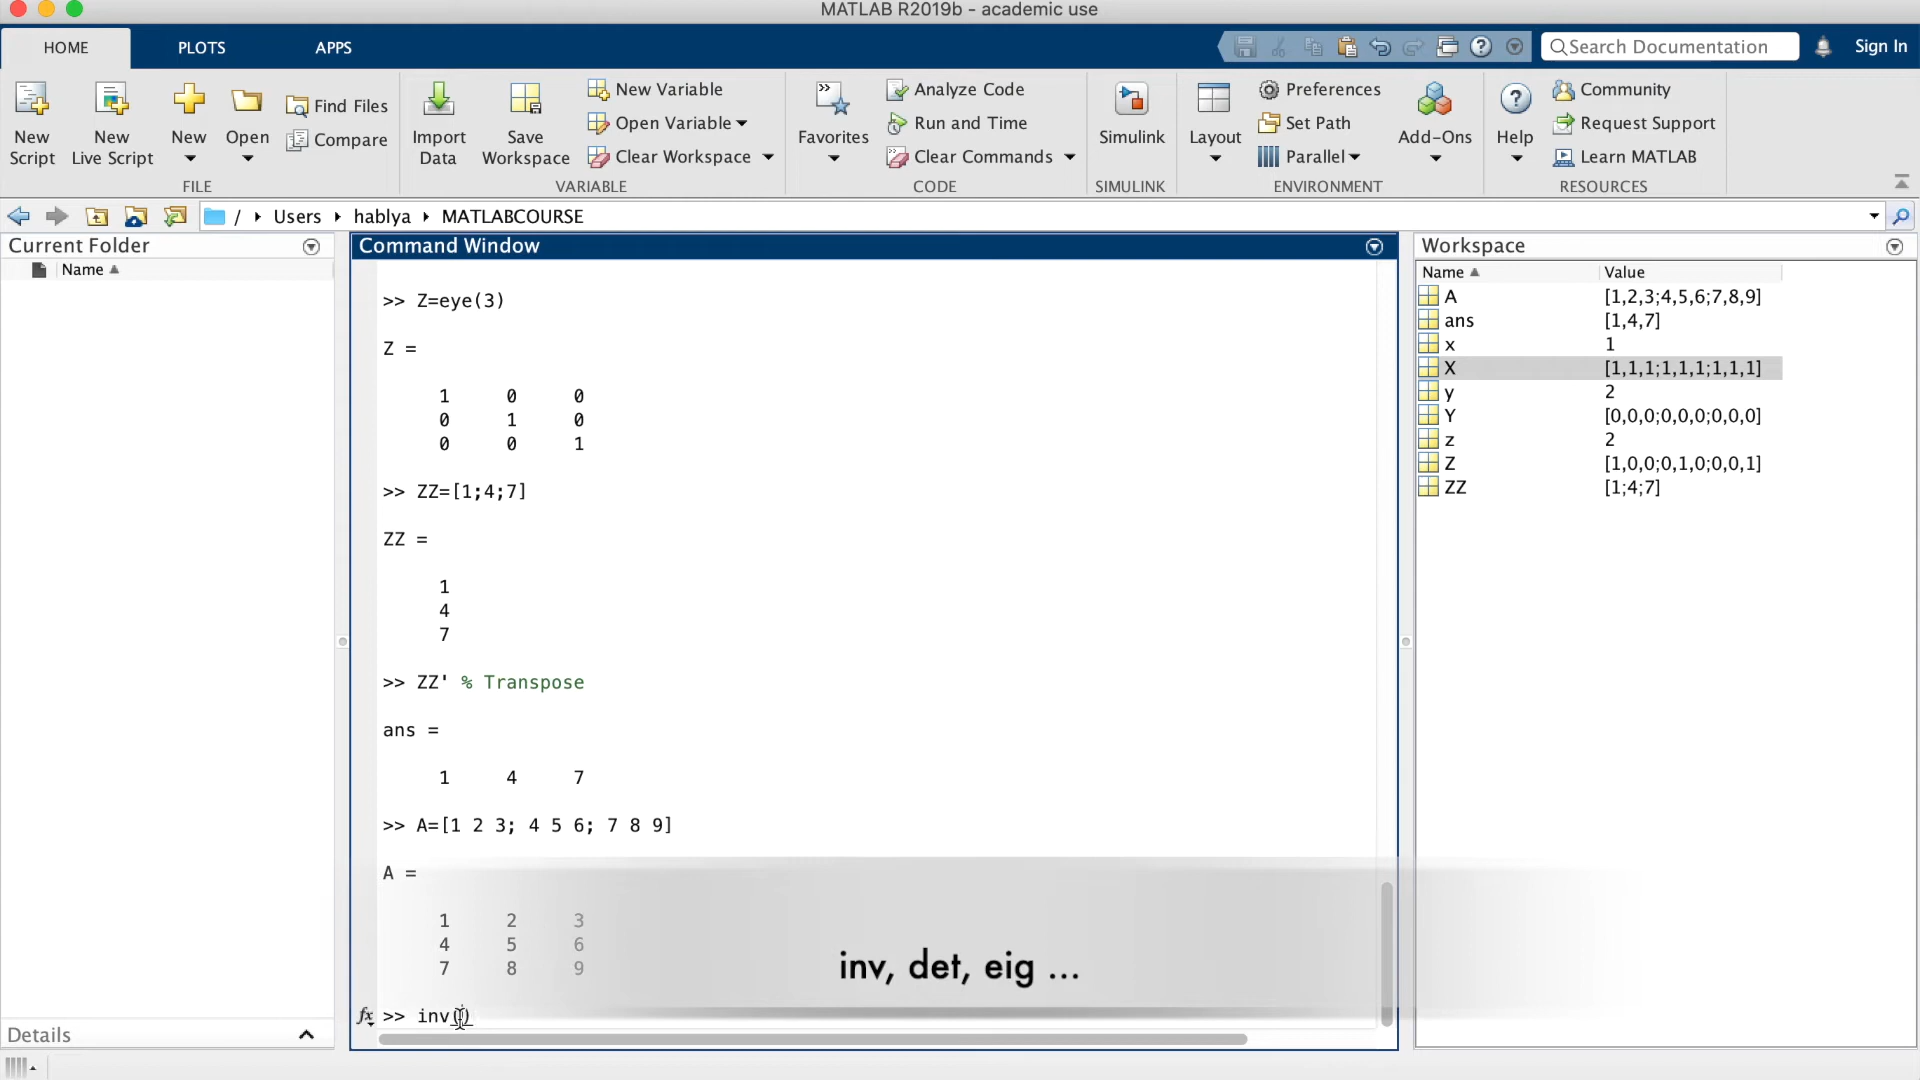 MATLAB R2019b - academic use
HOME PLOTS APPS Search Documentation Sign In
New Script
New Live Script
New
Open
Find Files
Compare
FILE
Import Data
Save Workspace
New Variable
Open Variable
Clear Workspace
VARIABLE
Favorites
Analyze Code
Run and Time
Clear Commands
CODE
Simulink
SIMULINK
Layout
Preferences
Set Path
Parallel
Add-Ons
ENVIRONMENT
Help
Community
Request Support
Learn MATLAB
RESOURCES
/ Users hablya MATLABCOURSE
Current Folder
Name
Details
Command Window
>> Z=eye(3)
Z =
1 0 0
0 1 0
0 0 1
>> ZZ=[1;4;7]
ZZ =
1
4
7
>> ZZ' % Transpose
ans =
1 4 7
>> A=[1 2 3; 4 5 6; 7 8 9]
A =
1 2 3
4 5 6
7 8 9
fx >> inv()
inv, det, eig ...
Workspace
Name Value
A [1,2,3;4,5,6;7,8,9]
ans [1,4,7]
x 1
X [1,1,1;1,1,1;1,1,1]
y 2
Y [0,0,0;0,0,0;0,0,0]
z 2
Z [1,0,0;0,1,0;0,0,1]
ZZ [1;4;7]